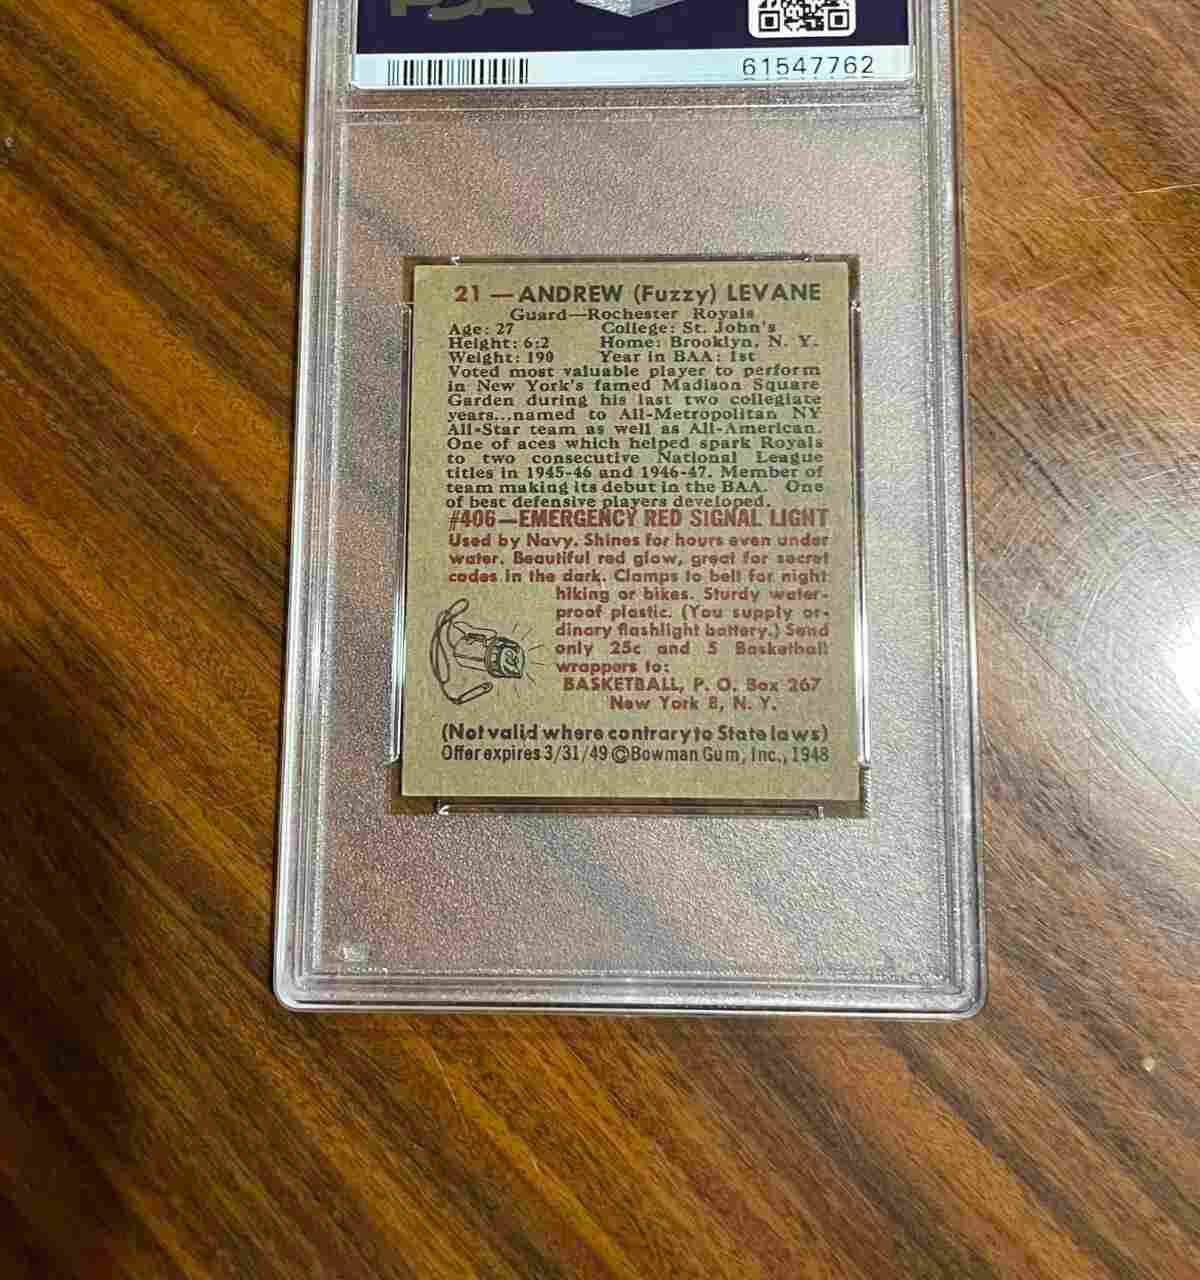 PSA
61547762
21 — ANDREW (Fuzzy) LEVANE
Guard—Rochester Royals
Age: 27 College: St. John's
Height: 6:2 Home: Brooklyn, N. Y.
Weight: 190 Year in BAA: 1st
Voted most valuable player to perform
in New York's famed Madison Square
Garden during his last two collegiate
years...named to All-Metropolitan NY
All-Star team as well as All-American.
One of aces which helped spark Royals
to two consecutive National League
titles in 1945-46 and 1946-47. Member of
team making its debut in the BAA. One
of best defensive players developed.
#406—EMERGENCY RED SIGNAL LIGHT
Used by Navy. Shines for hours even under
water. Beautiful red glow, great for secret
codes in the dark. Clamps to belt for night
hiking or bikes. Sturdy water-
proof plastic. (You supply or-
dinary flashlight battery.) Send
only 25c and 5 Basketball
wrappers to:
BASKETBALL, P. O. Box 267
New York 8, N. Y.
(Not valid where contrary to State laws)
Offer expires 3/31/49 ©Bowman Gum, Inc., 1948